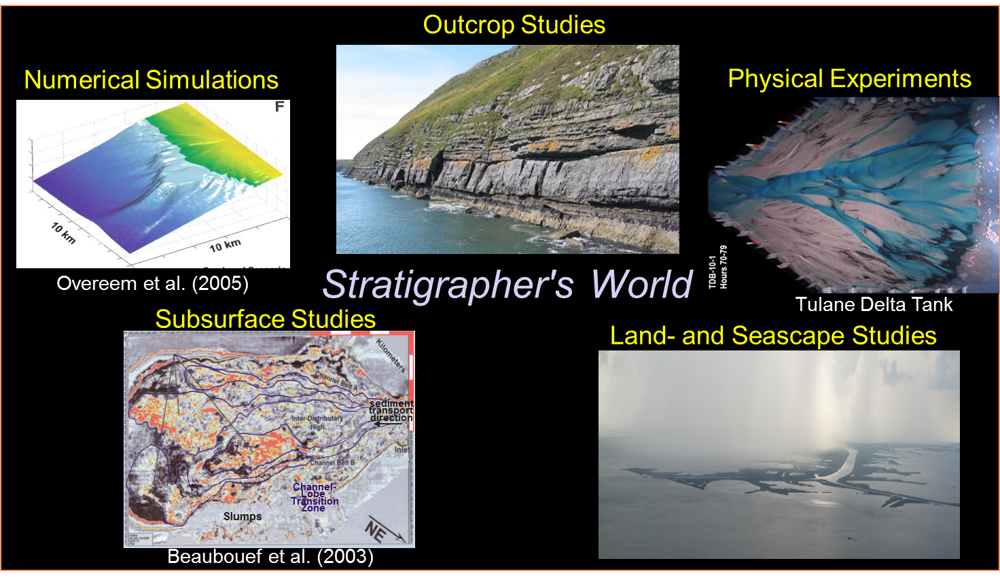 Outcrop Studies
Numerical Simulations
Physical Experiments
F
10 km
10 km
TDB-10-1
Hours 70-79
Overeem et al. (2005)
Stratigrapher's World
Tulane Delta Tank
Subsurface Studies
Land- and Seascape Studies
Kilometers
Channel Belt A
sediment
transport
direction
Inter-Distributary
High
Inlet
Channel Belt B
Channel-
Lobe
Transition
Zone
Slumps
NE
Beaubouef et al. (2003)